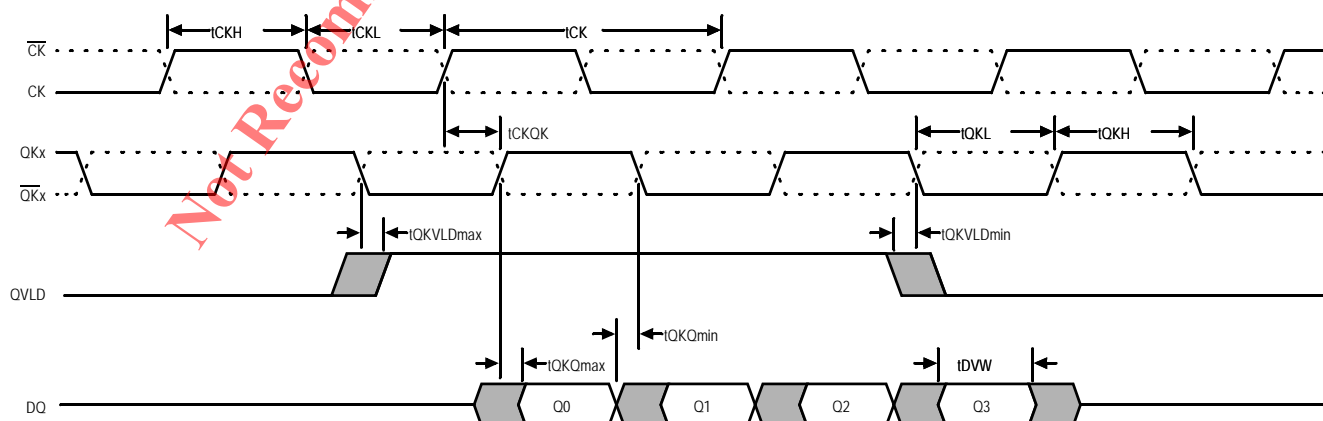 tCKH
tCKL
tCK
CK
CK
tCKQK
tQKL
tQKH
QKx
QKx
tQKVLDmax
tQKVLDmin
QVLD
tQKQmin
tQKQmax
tDVW
DQ
Q0
Q1
Q2
Q3
Not Recom